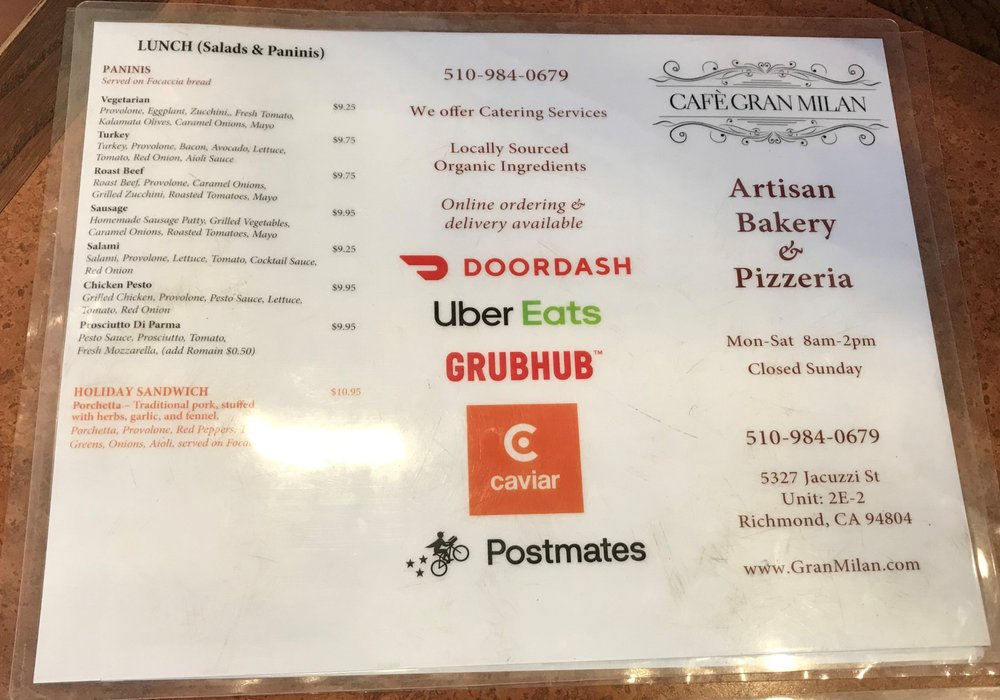 LUNCH (Salads & Paninis)
PANINIS
Served on Focaccia bread
Vegetarian $9.25
Provolone, Eggplant, Zucchini,, Fresh Tomato,
Kalamata Olives, Caramel Onions, Mayo
Turkey $9.75
Turkey, Provolone, Bacon, Avocado, Lettuce,
Tomato, Red Onion, Aioli Sauce
Roast Beef $9.75
Roast Beef, Provolone, Caramel Onions,
Grilled Zucchini, Roasted Tomatoes, Mayo
Sausage $9.95
Homemade Sausage Patty, Grilled Vegetables,
Caramel Onions, Roasted Tomatoes, Mayo
Salami $9.25
Salami, Provolone, Lettuce, Tomato, Cocktail Sauce,
Red Onion
Chicken Pesto $9.95
Grilled Chicken, Provolone, Pesto Sauce, Lettuce,
Tomato, Red Onion
Prosciutto Di Parma $9.95
Pesto Sauce, Prosciutto, Tomato,
Fresh Mozzarella, (add Romain $0.50)
HOLIDAY SANDWICH $10.95
Porchetta – Traditional pork, stuffed
with herbs, garlic, and fennel.
Porchetta, Provolone, Red Peppers,
Greens, Onions, Aioli, served on
510-984-0679
We offer Catering Services
Locally Sourced
Organic Ingredients
Online ordering &
delivery available
DOORDASH
Uber Eats
GRUBHUB™
caviar
Postmates
CAFÈ GRAN MILAN
Artisan
Bakery
&
Pizzeria
Mon-Sat 8am-2pm
Closed Sunday
510-984-0679
5327 Jacuzzi St
Unit: 2E-2
Richmond, CA 94804
www.GranMilan.com